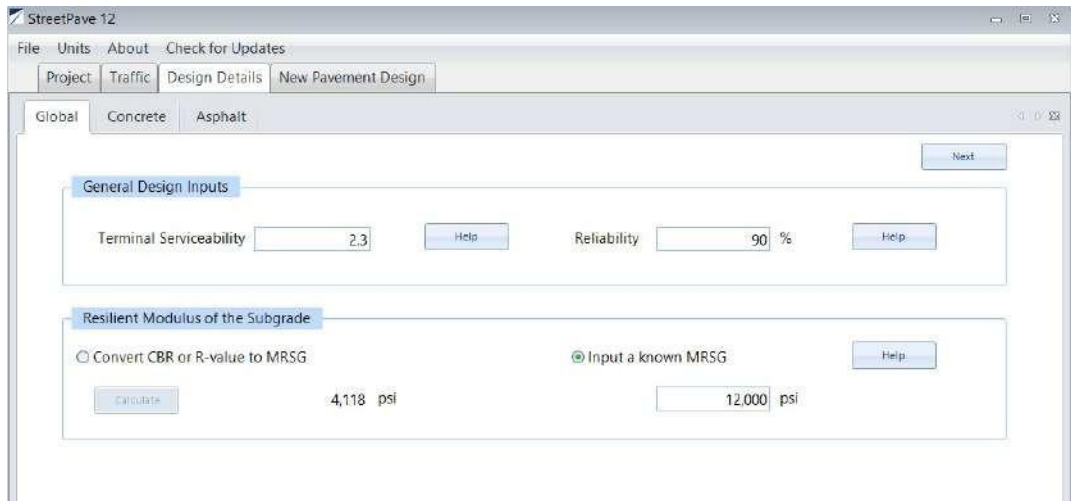 StreetPave 12
File Units About Check for Updates
Project Traffic Design Details New Pavement Design
Global Concrete Asphalt
Next
General Design Inputs
Terminal Serviceability 2.3 Help Reliability 90 % Help
Resilient Modulus of the Subgrade
Convert CBR or R-value to MRSG Input a known MRSG Help
Calculate 4,118 psi 12,000 psi